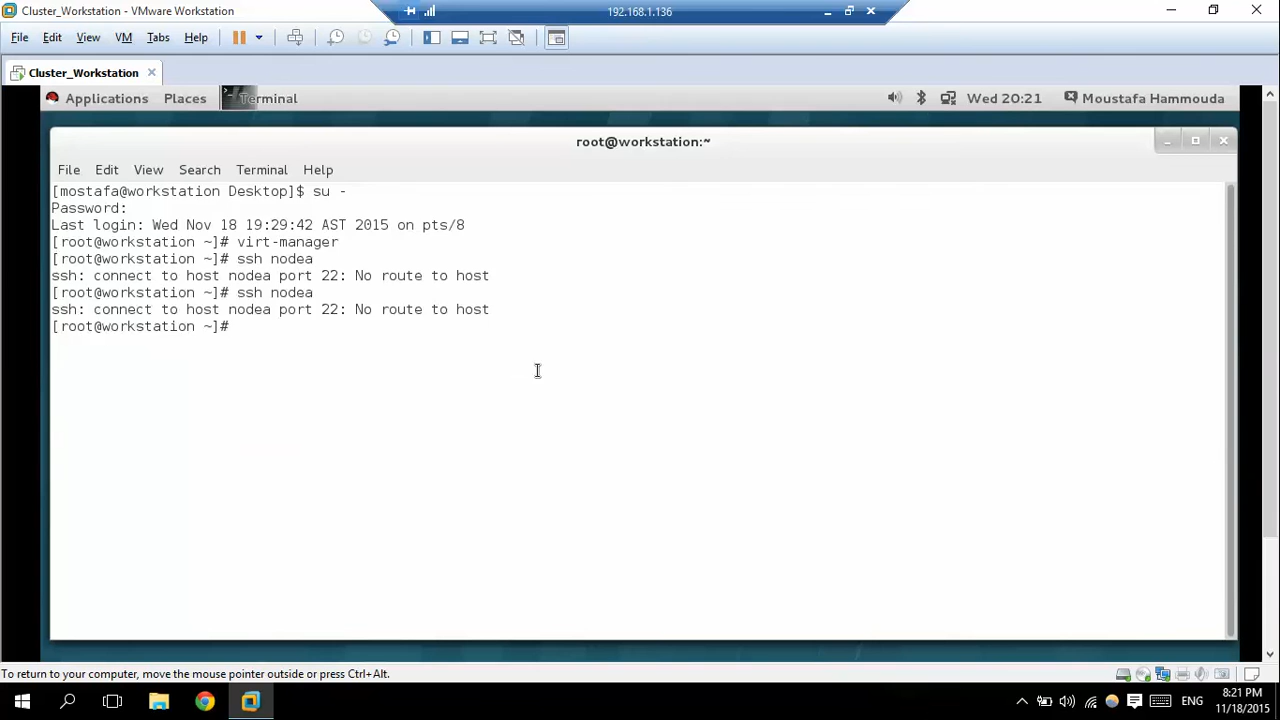 Cluster_Workstation - VMware Workstation
192.168.1.136
File Edit View VM Tabs Help
Cluster_Workstation
Applications Places Terminal Wed 20:21 Moustafa Hammouda
root@workstation:~
File Edit View Search Terminal Help
[mostafa@workstation Desktop]$ su -
Password:
Last login: Wed Nov 18 19:29:42 AST 2015 on pts/8
[root@workstation ~]# virt-manager
[root@workstation ~]# ssh nodea
ssh: connect to host nodea port 22: No route to host
[root@workstation ~]# ssh nodea
ssh: connect to host nodea port 22: No route to host
[root@workstation ~]#
To return to your computer, move the mouse pointer outside or press Ctrl+Alt.
ENG
8:21 PM
11/18/2015